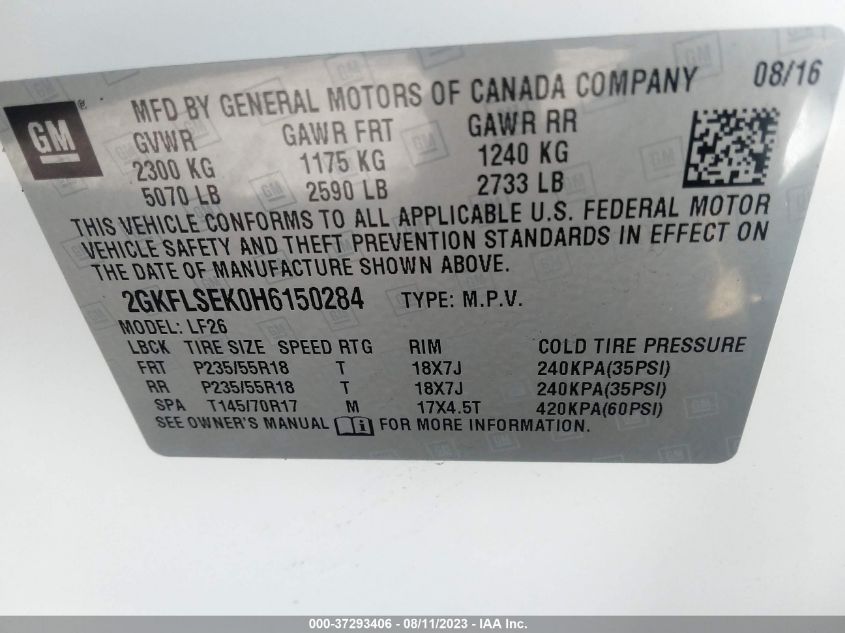 GM ® MFD BY GENERAL MOTORS OF CANADA COMPANY 08/16
GVWR GAWR FRT GAWR RR
2300 KG 1175 KG 1240 KG
5070 LB 2590 LB 2733 LB
THIS VEHICLE CONFORMS TO ALL APPLICABLE U.S. FEDERAL MOTOR
VEHICLE SAFETY AND THEFT PREVENTION STANDARDS IN EFFECT ON
THE DATE OF MANUFACTURE SHOWN ABOVE.
2GKFLSEK0H6150284 TYPE: M.P.V.
MODEL: LF26
LBCK TIRE SIZE SPEED RTG RIM COLD TIRE PRESSURE
FRT P235/55R18 T 18X7J 240KPA(35PSI)
RR P235/55R18 T 18X7J 240KPA(35PSI)
SPA T145/70R17 M 17X4.5T 420KPA(60PSI)
SEE OWNER'S MANUAL FOR MORE INFORMATION.
000-37293406 - 08/11/2023 - IAA Inc.